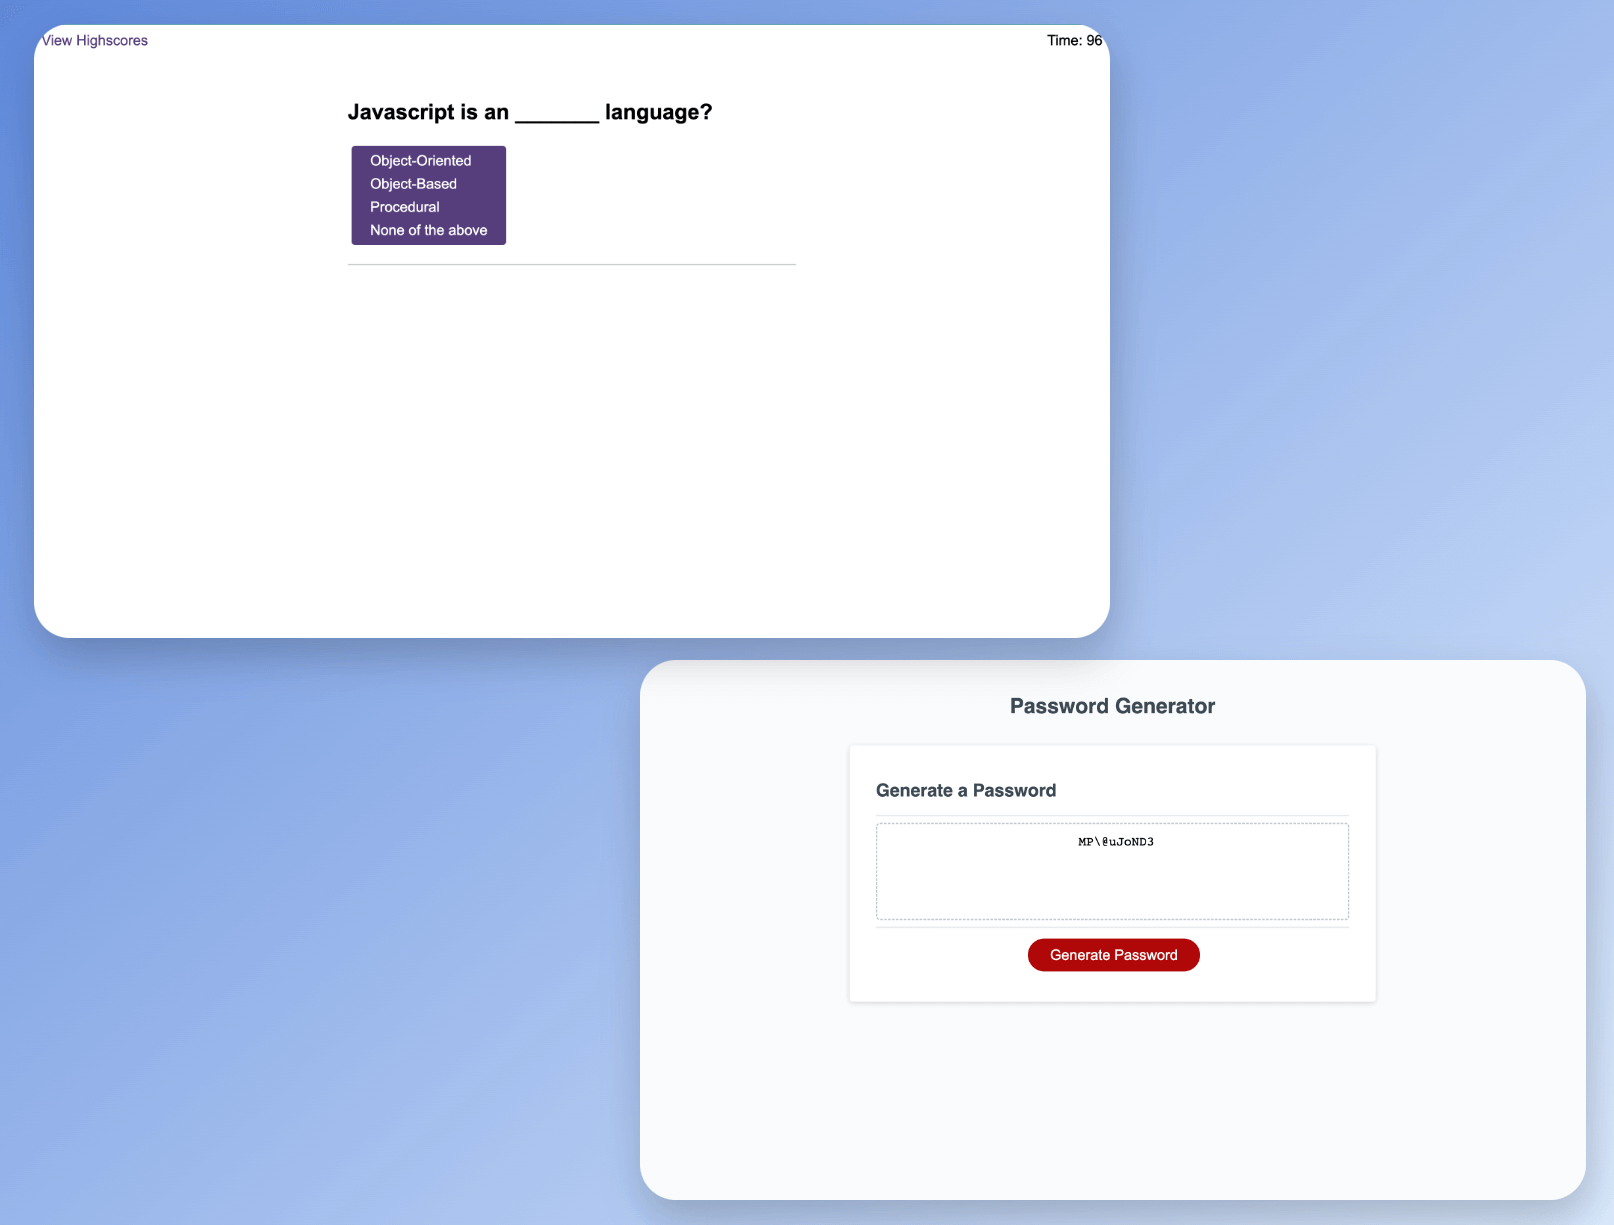 View Highscores
Time: 96
Javascript is an _______ language?
Object-Oriented
Object-Based
Procedural
None of the above
Password Generator
Generate a Password
MP\@uJoND3
Generate Password